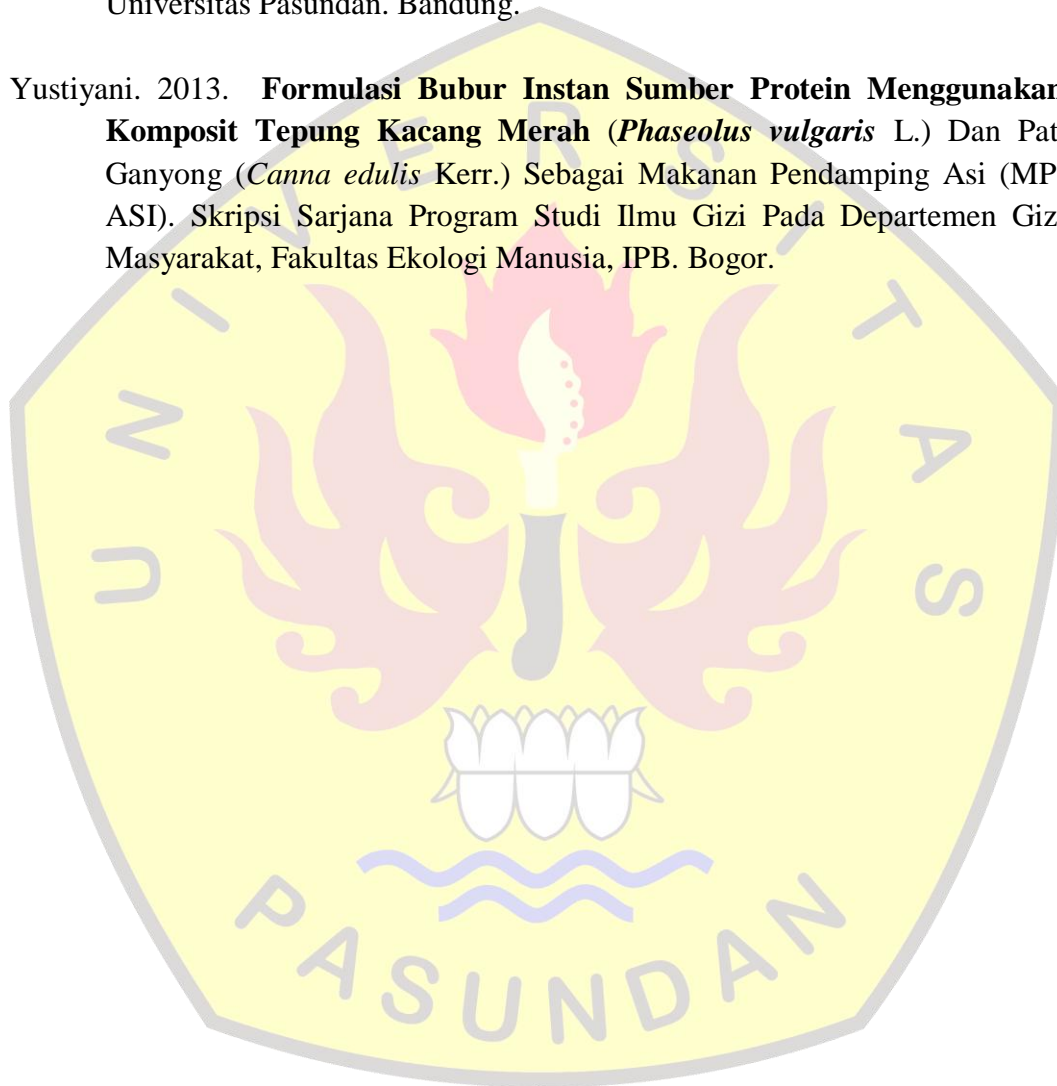 Universitas Pasundan. Bandung.
Yustiyani. 2013. Formulasi Bubur Instan Sumber Protein Menggunakan
Komposit Tepung Kacang Merah (Phaseolus vulgaris L.) Dan Pat
Ganyong (Canna edulis Kerr.) Sebagai Makanan Pendamping Asi (MP
ASI). Skripsi Sarjana Program Studi Ilmu Gizi Pada Departemen Giz
Masyarakat, Fakultas Ekologi Manusia, IPB. Bogor.
UNIVERSITAS
PASUNDAN